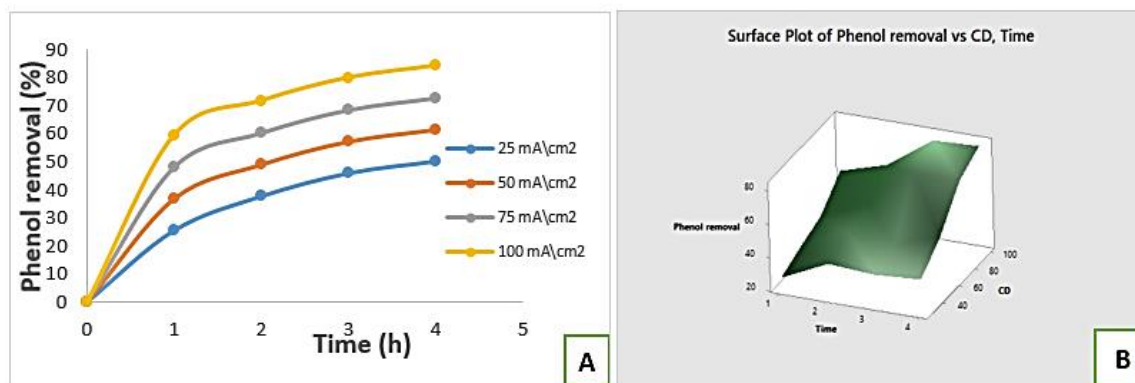 90
80
70
60
50
40
30
20
10
0
Phenol removal (%)
0 1 2 3 4 5
Time (h)
25 mA\cm2
50 mA\cm2
75 mA\cm2
100 mA\cm2
A
Surface Plot of Phenol removal vs CD, Time
80
60
40
20
Phenol removal
1
2
3
4
Time
100
80
60
40
CD
B